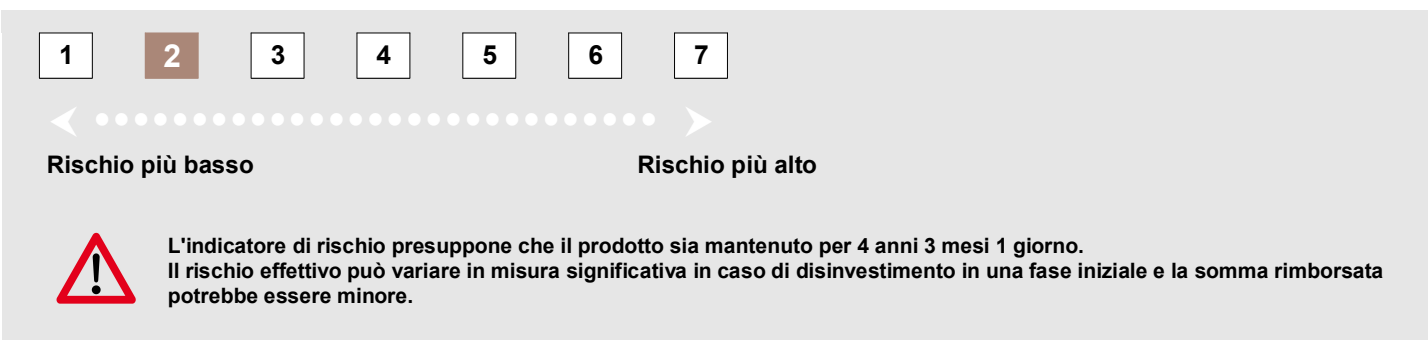 1 2 3 4 5 6 7
Rischio più basso Rischio più alto
L'indicatore di rischio presuppone che il prodotto sia mantenuto per 4 anni 3 mesi 1 giorno.
Il rischio effettivo può variare in misura significativa in caso di disinvestimento in una fase iniziale e la somma rimborsata
potrebbe essere minore.